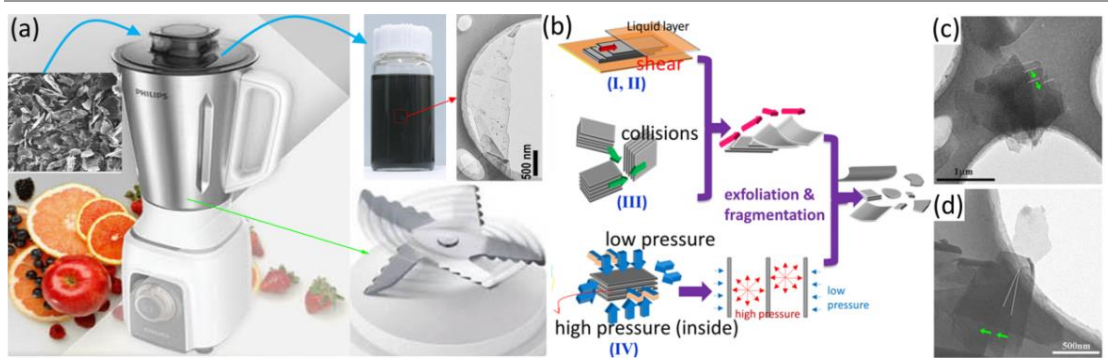 (a)
PHILIPS
500 nm
(b)
Liquid layer
shear
(I, II)
collisions
(III)
exfoliation &
fragmentation
low pressure
high pressure (inside)
(IV)
high pressure
low
pressure
(c)
1μm
(d)
500nm